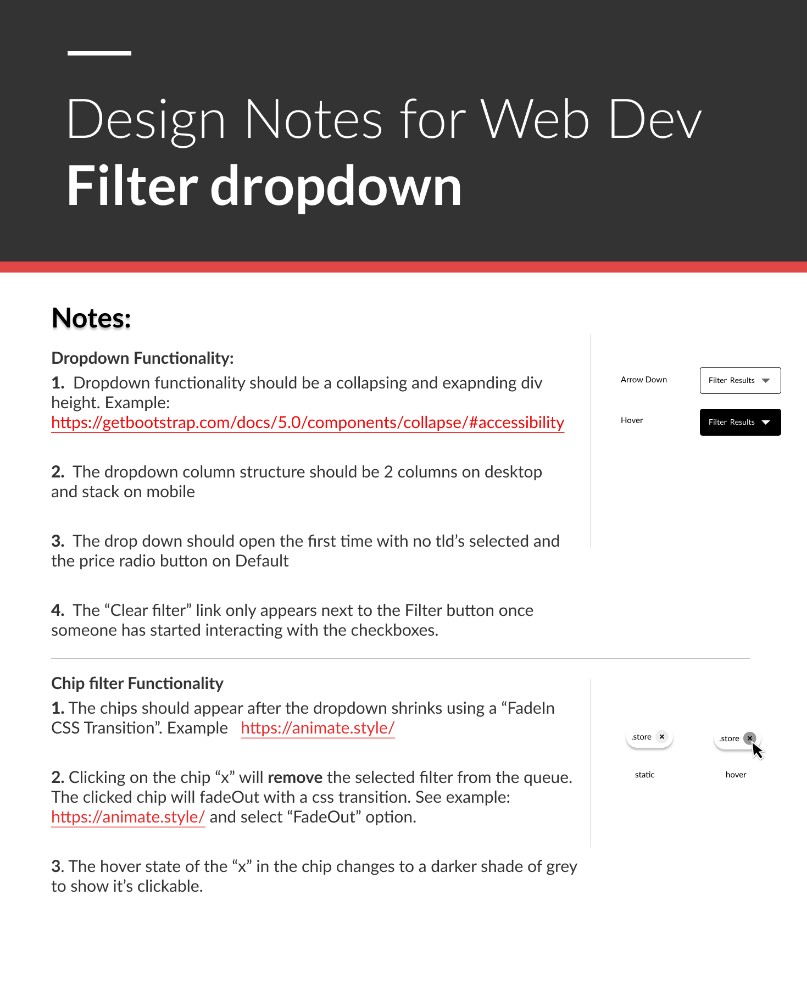 Design Notes for Web Dev
Filter dropdown
Notes:
Dropdown Functionality:
1. Dropdown functionality should be a collapsing and exapnding div
height. Example:
https://getbootstrap.com/docs/5.0/components/collapse/#accessibility
2. The dropdown column structure should be 2 columns on desktop
and stack on mobile
3. The drop down should open the first time with no tld's selected and
the price radio button on Default
4. The “Clear filter” link only appears next to the Filter button once
someone has started interacting with the checkboxes.
Arrow Down
Filter Results
Hover
Filter Results
Chip filter Functionality
1. The chips should appear after the dropdown shrinks using a “FadeIn
CSS Transition”. Example https://animate.style/
2. Clicking on the chip “x” will remove the selected filter from the queue.
The clicked chip will fadeOut with a css transition. See example:
https://animate.style/ and select “FadeOut” option.
3. The hover state of the “x” in the chip changes to a darker shade of grey
to show it's clickable.
.store x
.store x
static
hover